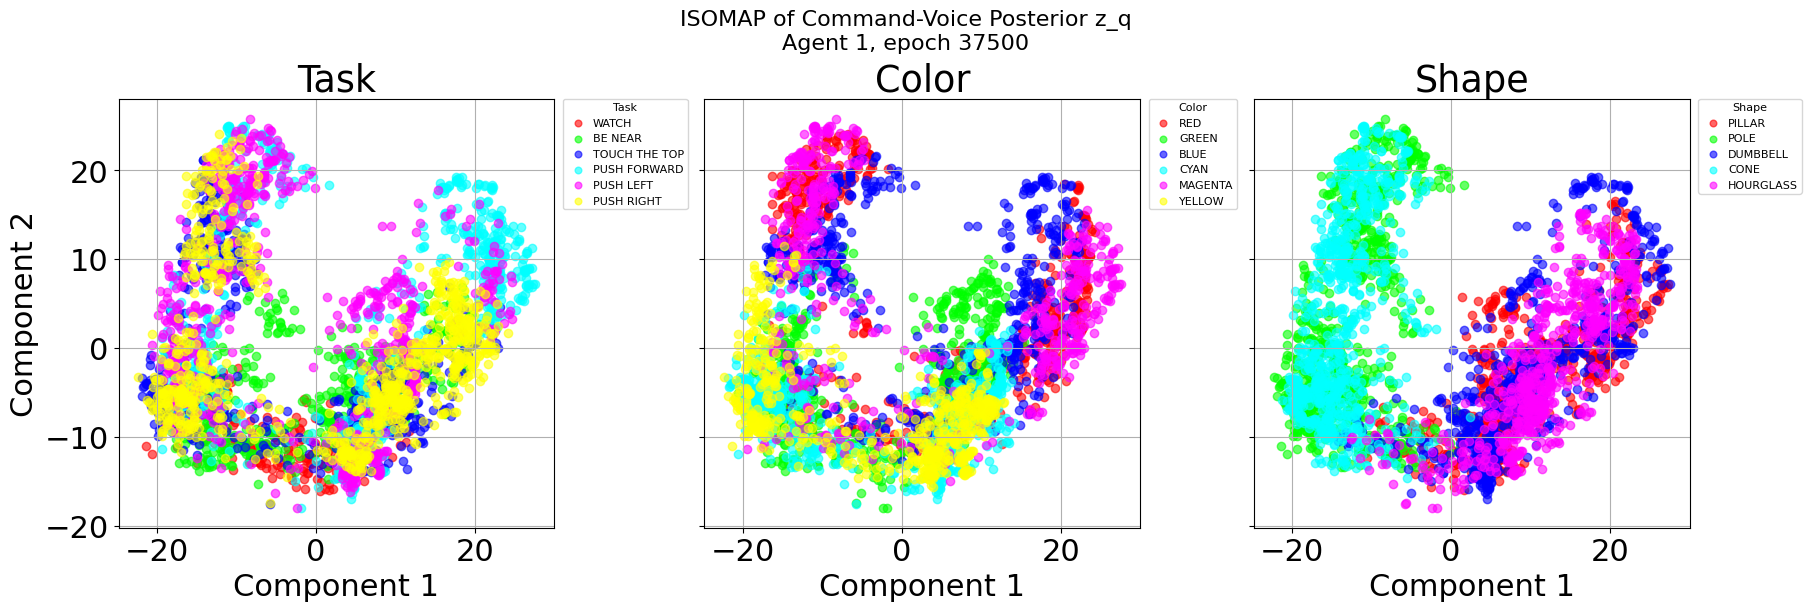 ISOMAP of Command-Voice Posterior z_q
Agent 1, epoch 37500
Task
Color
Shape
Task
WATCH
BE NEAR
TOUCH THE TOP
PUSH FORWARD
PUSH LEFT
PUSH RIGHT
Color
RED
GREEN
BLUE
CYAN
MAGENTA
YELLOW
Shape
PILLAR
POLE
DUMBBELL
CONE
HOURGLASS
Component 2
20
10
0
−10
−20
−20 0 20
−20 0 20
−20 0 20
Component 1
Component 1
Component 1